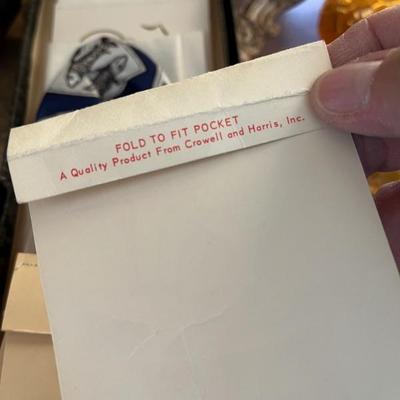 FOLD TO FIT POCKET
A Quality Product From Crowell and Harris, Inc.